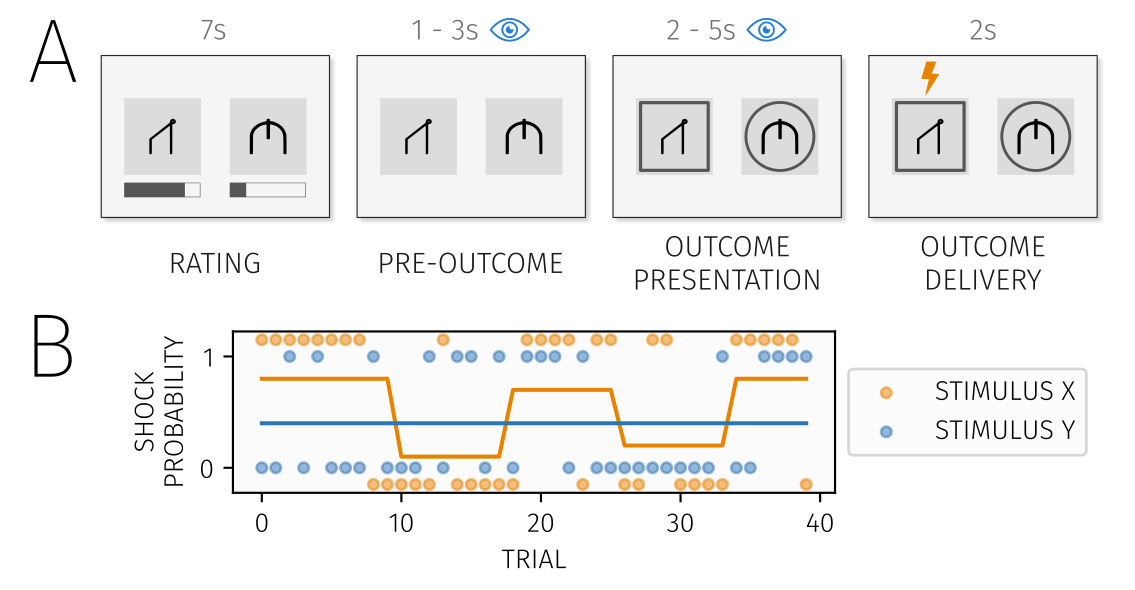 A
7s
1 - 3s
2 - 5s
2s
RATING
PRE-OUTCOME
OUTCOME
PRESENTATION
OUTCOME
DELIVERY
B
SHOCK
PROBABILITY
1
0
0
10
20
30
40
TRIAL
STIMULUS X
STIMULUS Y